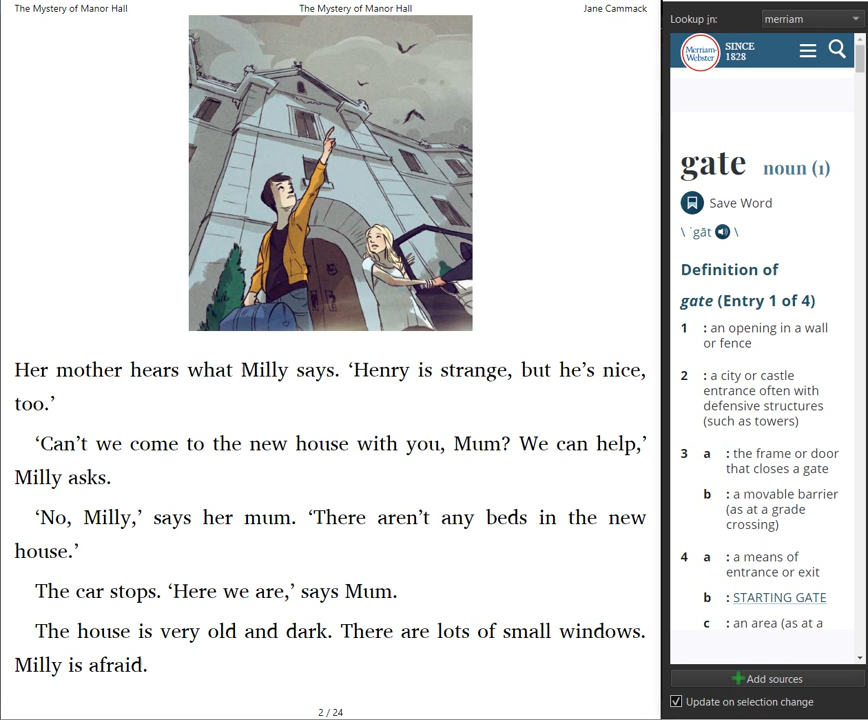 The Mystery of Manor Hall The Mystery of Manor Hall Jane Cammack
Her mother hears what Milly says. ‘Henry is strange, but he’s nice,
too.’
‘Can’t we come to the new house with you, Mum? We can help,’
Milly asks.
‘No, Milly,’ says her mum. ‘There aren’t any beds in the new
house.’
The car stops. ‘Here we are,’ says Mum.
The house is very old and dark. There are lots of small windows.
Milly is afraid.
2 / 24
Lookup in: merriam
Merriam-
Webster
SINCE
1828
gate noun (1)
Save Word
\ ˈgāt \
Definition of
gate (Entry 1 of 4)
1 : an opening in a wall
or fence
2 : a city or castle
entrance often with
defensive structures
(such as towers)
3 a : the frame or door
that closes a gate
b : a movable barrier
(as at a grade
crossing)
4 a : a means of
entrance or exit
b : STARTING GATE
c : an area (as at a
Add sources
Update on selection change